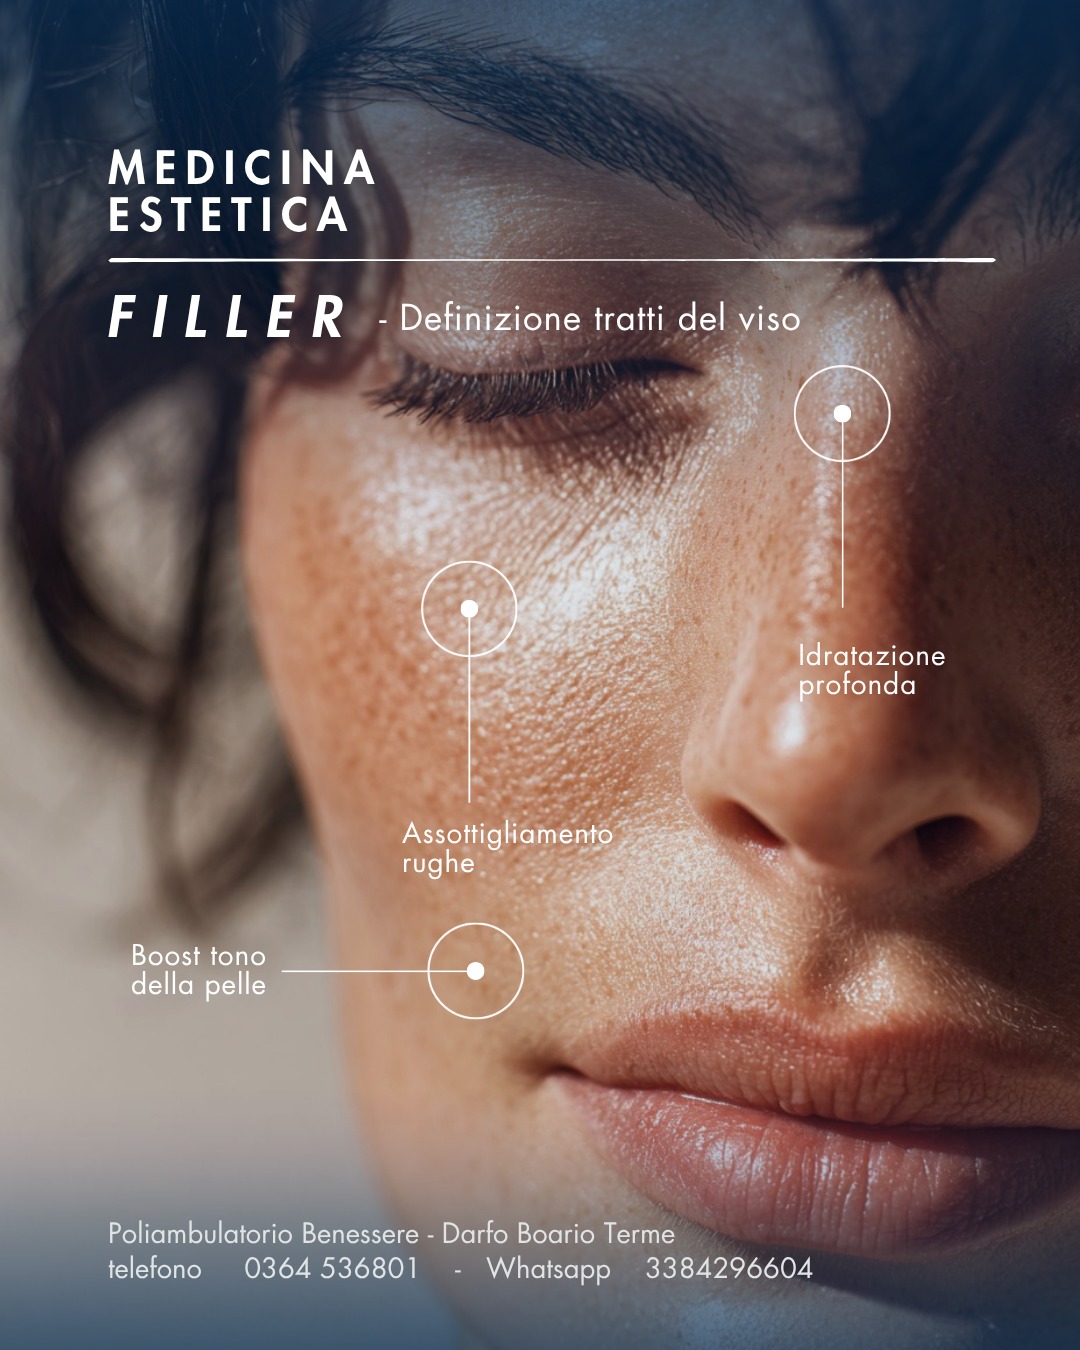 MEDICINA
ESTETICA
FILLER - Definizione tratti del viso
Idratazione
profonda
Assottigliamento
rughe
Boost tono
della pelle
Poliambulatorio Benessere - Darfo Boario Terme
telefono 0364 536801 - Whatsapp 3384296604